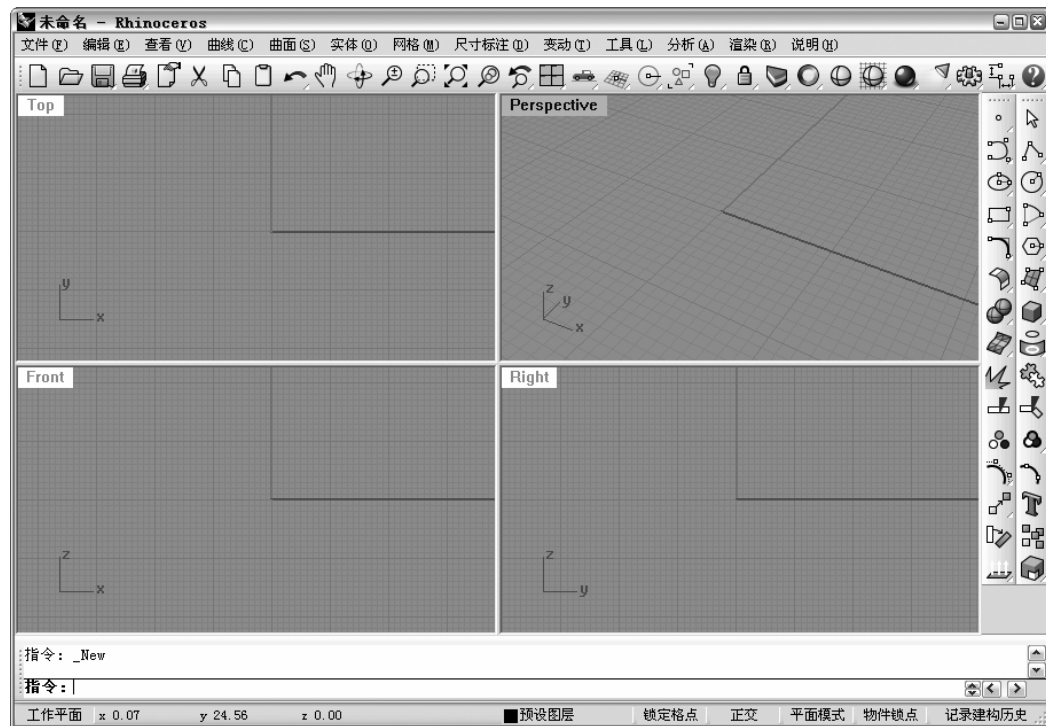 未命名 - Rhinoceros
文件(F) 编辑(E) 查看(V) 曲线(C) 曲面(S) 实体(O) 网格(M) 尺寸标注(D) 变动(T) 工具(L) 分析(A) 渲染(R) 说明(H)
Top
Perspective
y
x
z
y
x
Front
Right
z
x
z
y
指令: _New
指令:
工作平面 x 0.07 y 24.56 z 0.00 预设图层 锁定格点 正交 平面模式 物件锁点 记录建构历史